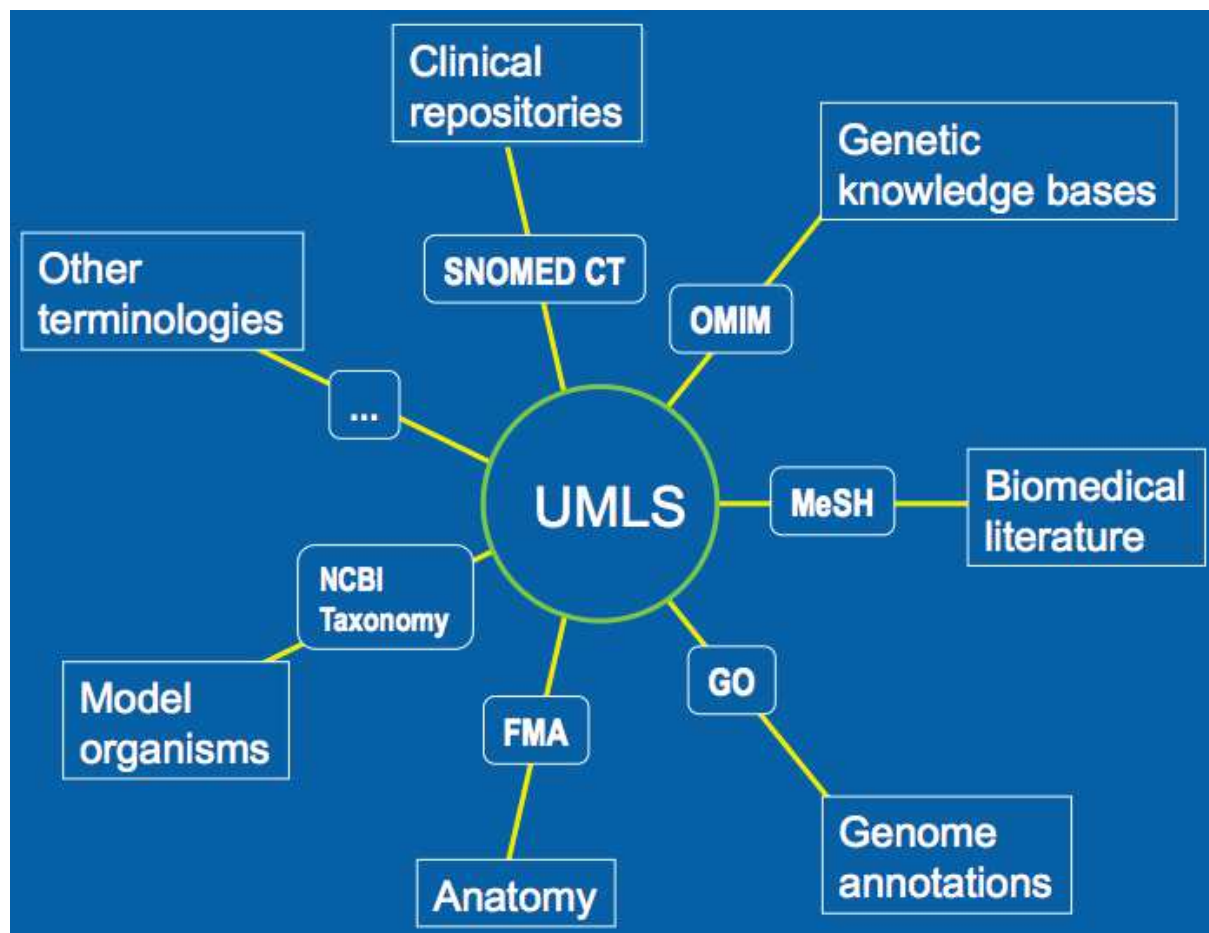 Clinical
repositories
Genetic
knowledge bases
Other
terminologies
SNOMED CT
OMIM
...
UMLS
MeSH
Biomedical
literature
NCBI
Taxonomy
GO
Model
organisms
FMA
Genome
annotations
Anatomy